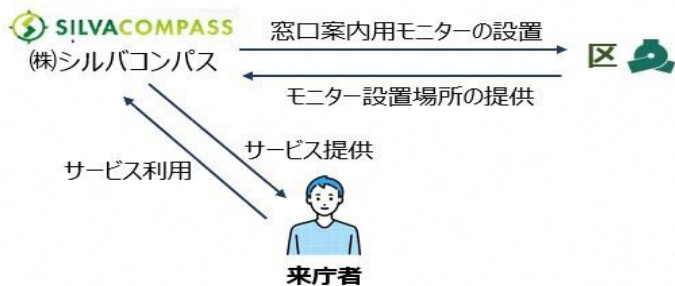 SILVACOMPASS
㈱シルバコンパス
窓口案内用モニターの設置
区
モニター設置場所の提供
サービス提供
サービス利用
来庁者